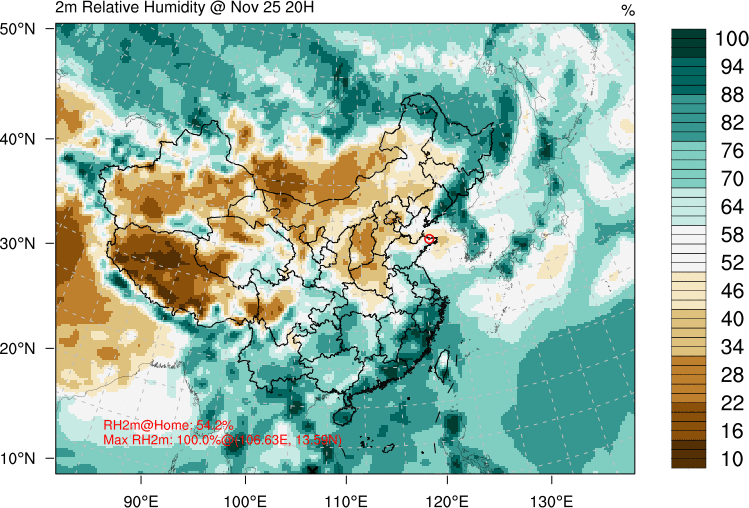 2m Relative Humidity @ Nov 25 20H
%
50°N
40°N
30°N
20°N
10°N
90°E
100°E
110°E
120°E
130°E
RH2m@Home: 54.2%
Max RH2m: 100.0%@(106.63E, 13.59N)
100
94
88
82
76
70
64
58
52
46
40
34
28
22
16
10